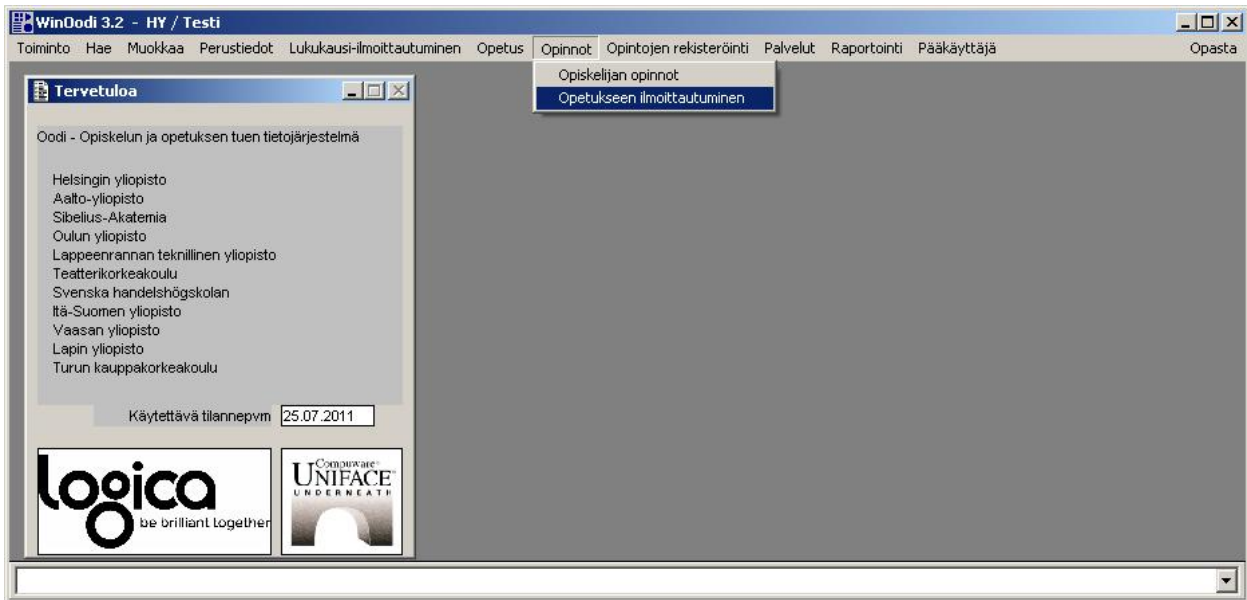 WinOodi 3.2 - HY / Testi
Toiminto Hae Muokkaa Perustiedot Lukukausi-ilmoittautuminen Opetus Opinnot Opintojen rekisteröinti Palvelut Raportointi Pääkäyttäjä Opasta
Opiskelijan opinnot
Opetukseen ilmoittautuminen
Tervetuloa
Oodi - Opiskelun ja opetuksen tuen tietojärjestelmä
Helsingin yliopisto
Aalto-yliopisto
Sibelius-Akatemia
Oulun yliopisto
Lappeenrannan teknillinen yliopisto
Teatterikorkeakoulu
Svenska handelshögskolan
Itä-Suomen yliopisto
Vaasan yliopisto
Lapin yliopisto
Turun kauppakorkeakoulu
Käytettävä tilannepvm 25.07.2011
logica
be brilliant together
Compuware
UNIFACE
UNDERNEATH